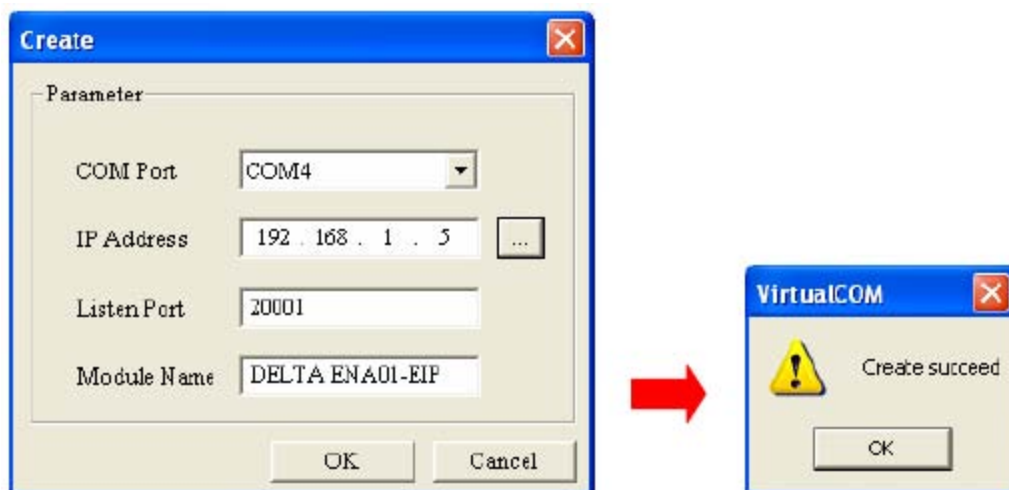 Create
Parameter
COM Port COM4
IP Address 192 . 168 . 1 . 5 ...
Listen Port 20001
Module Name DELTA ENA01-EIP
OK Cancel
VirtualCOM
Create succeed
OK